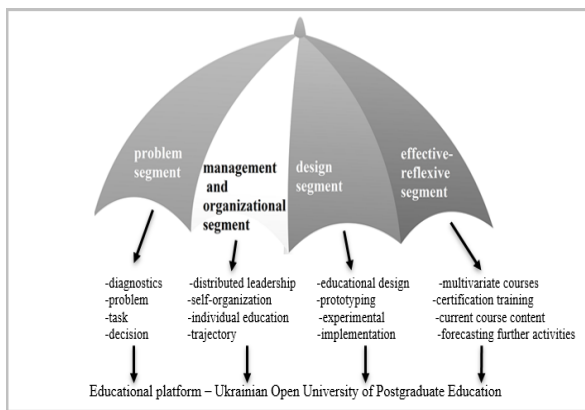 problem
segment
management
and
organizational
segment
design
segment
effective-
reflexive
segment
-diagnostics
-problem
-task
-decision
-distributed leadership
-self-organization
-individual education
-trajectory
-educational design
-prototyping
-experimental
-implementation
-multivariate courses
-certification training
-current course content
-forecasting further activities
Educational platform – Ukrainian Open University of Postgraduate Education